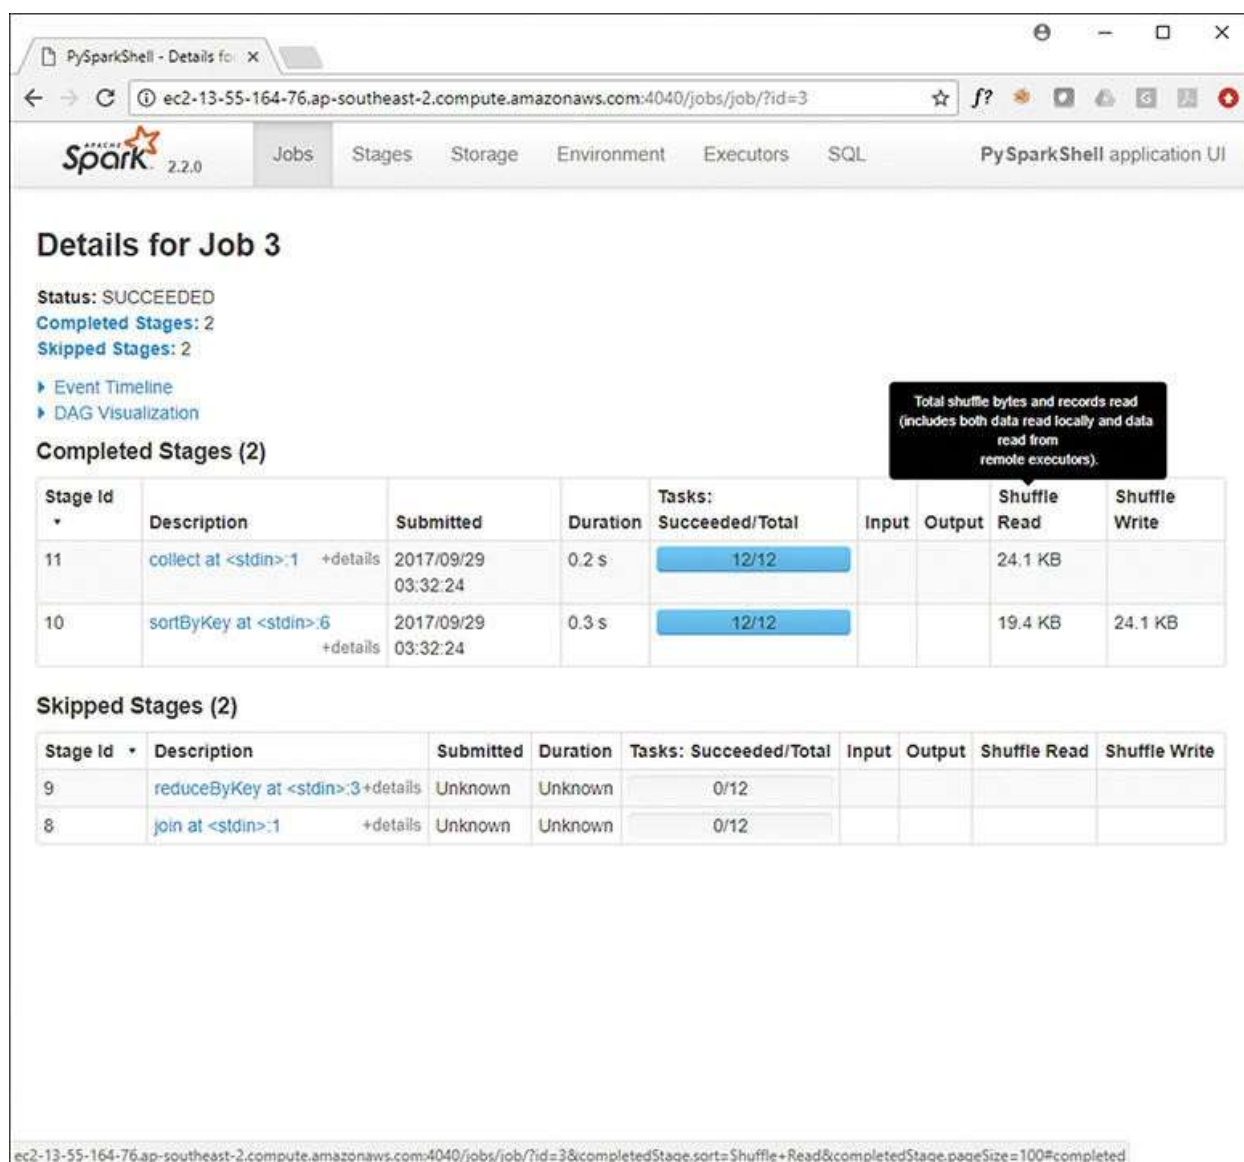 PySparkShell - Details fo
ec2-13-55-164-76.ap-southeast-2.compute.amazonaws.com:4040/jobs/job/?id=3
f?
APACHE
Spark 2.2.0
Jobs Stages Storage Environment Executors SQL PySparkShell application UI
Details for Job 3
Status: SUCCEEDED
Completed Stages: 2
Skipped Stages: 2
Event Timeline
DAG Visualization
Total shuffle bytes and records read
(includes both data read locally and data
read from
remote executors).
Completed Stages (2)
Stage Id Description Submitted Duration Tasks: Succeeded/Total Input Output Shuffle Read Shuffle Write
11 collect at <stdin>:1 +details 2017/09/29 03:32:24 0.2 s 12/12 24.1 KB
10 sortByKey at <stdin>:6 +details 2017/09/29 03:32:24 0.3 s 12/12 19.4 KB 24.1 KB
Skipped Stages (2)
Stage Id Description Submitted Duration Tasks: Succeeded/Total Input Output Shuffle Read Shuffle Write
9 reduceByKey at <stdin>:3 +details Unknown Unknown 0/12
8 join at <stdin>:1 +details Unknown Unknown 0/12
ec2-13-55-164-76.ap-southeast-2.compute.amazonaws.com:4040/jobs/job/?id=3&completedStage.sort=Shuffle+Read&completedStage.pageSize=100#completed